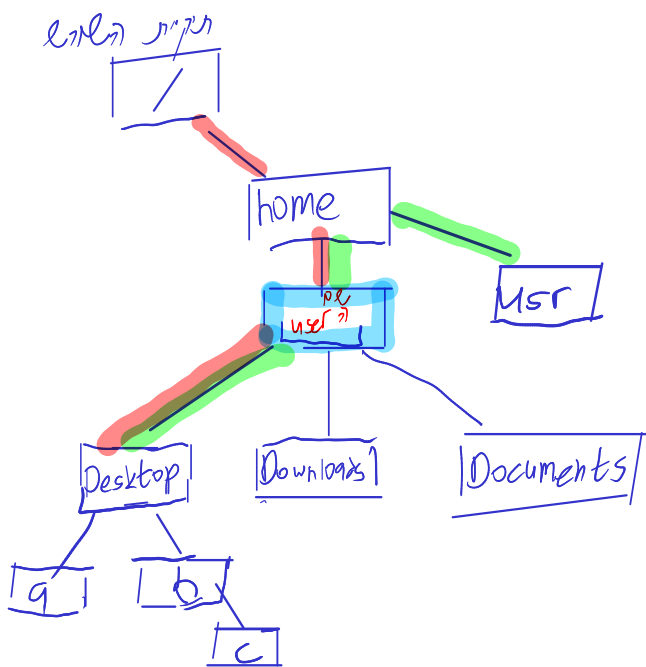 תיקיית השורש
/
home
usr
שם
user ה
Desktop
Downloads
Documents
a
b
c